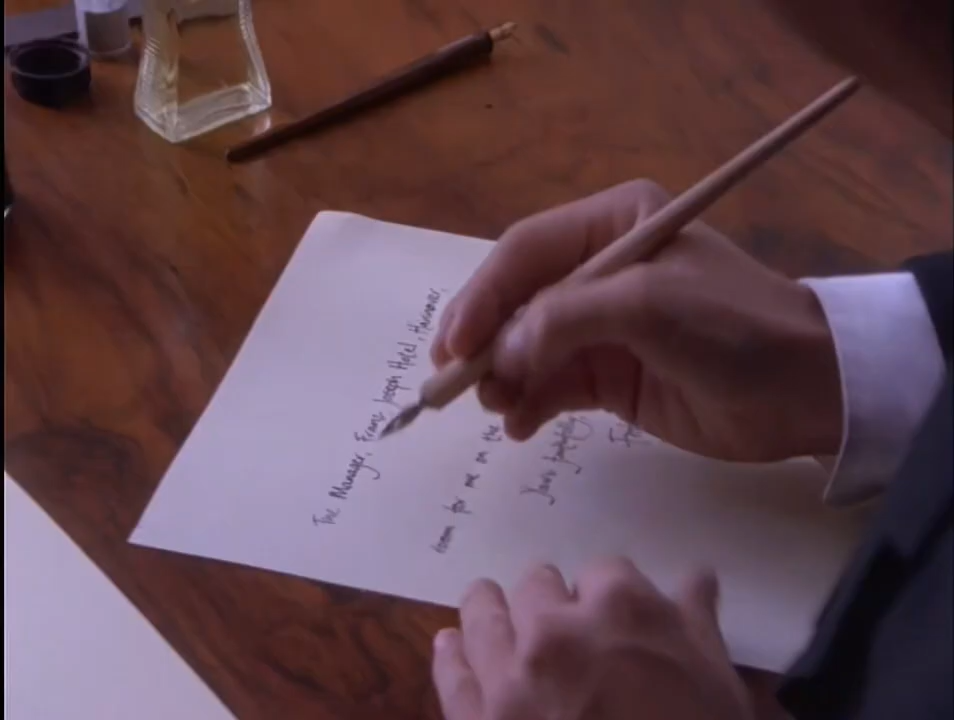 The Manager, Franz Joseph Hotel, Hannover,
room for me on the
Yours faithfully,